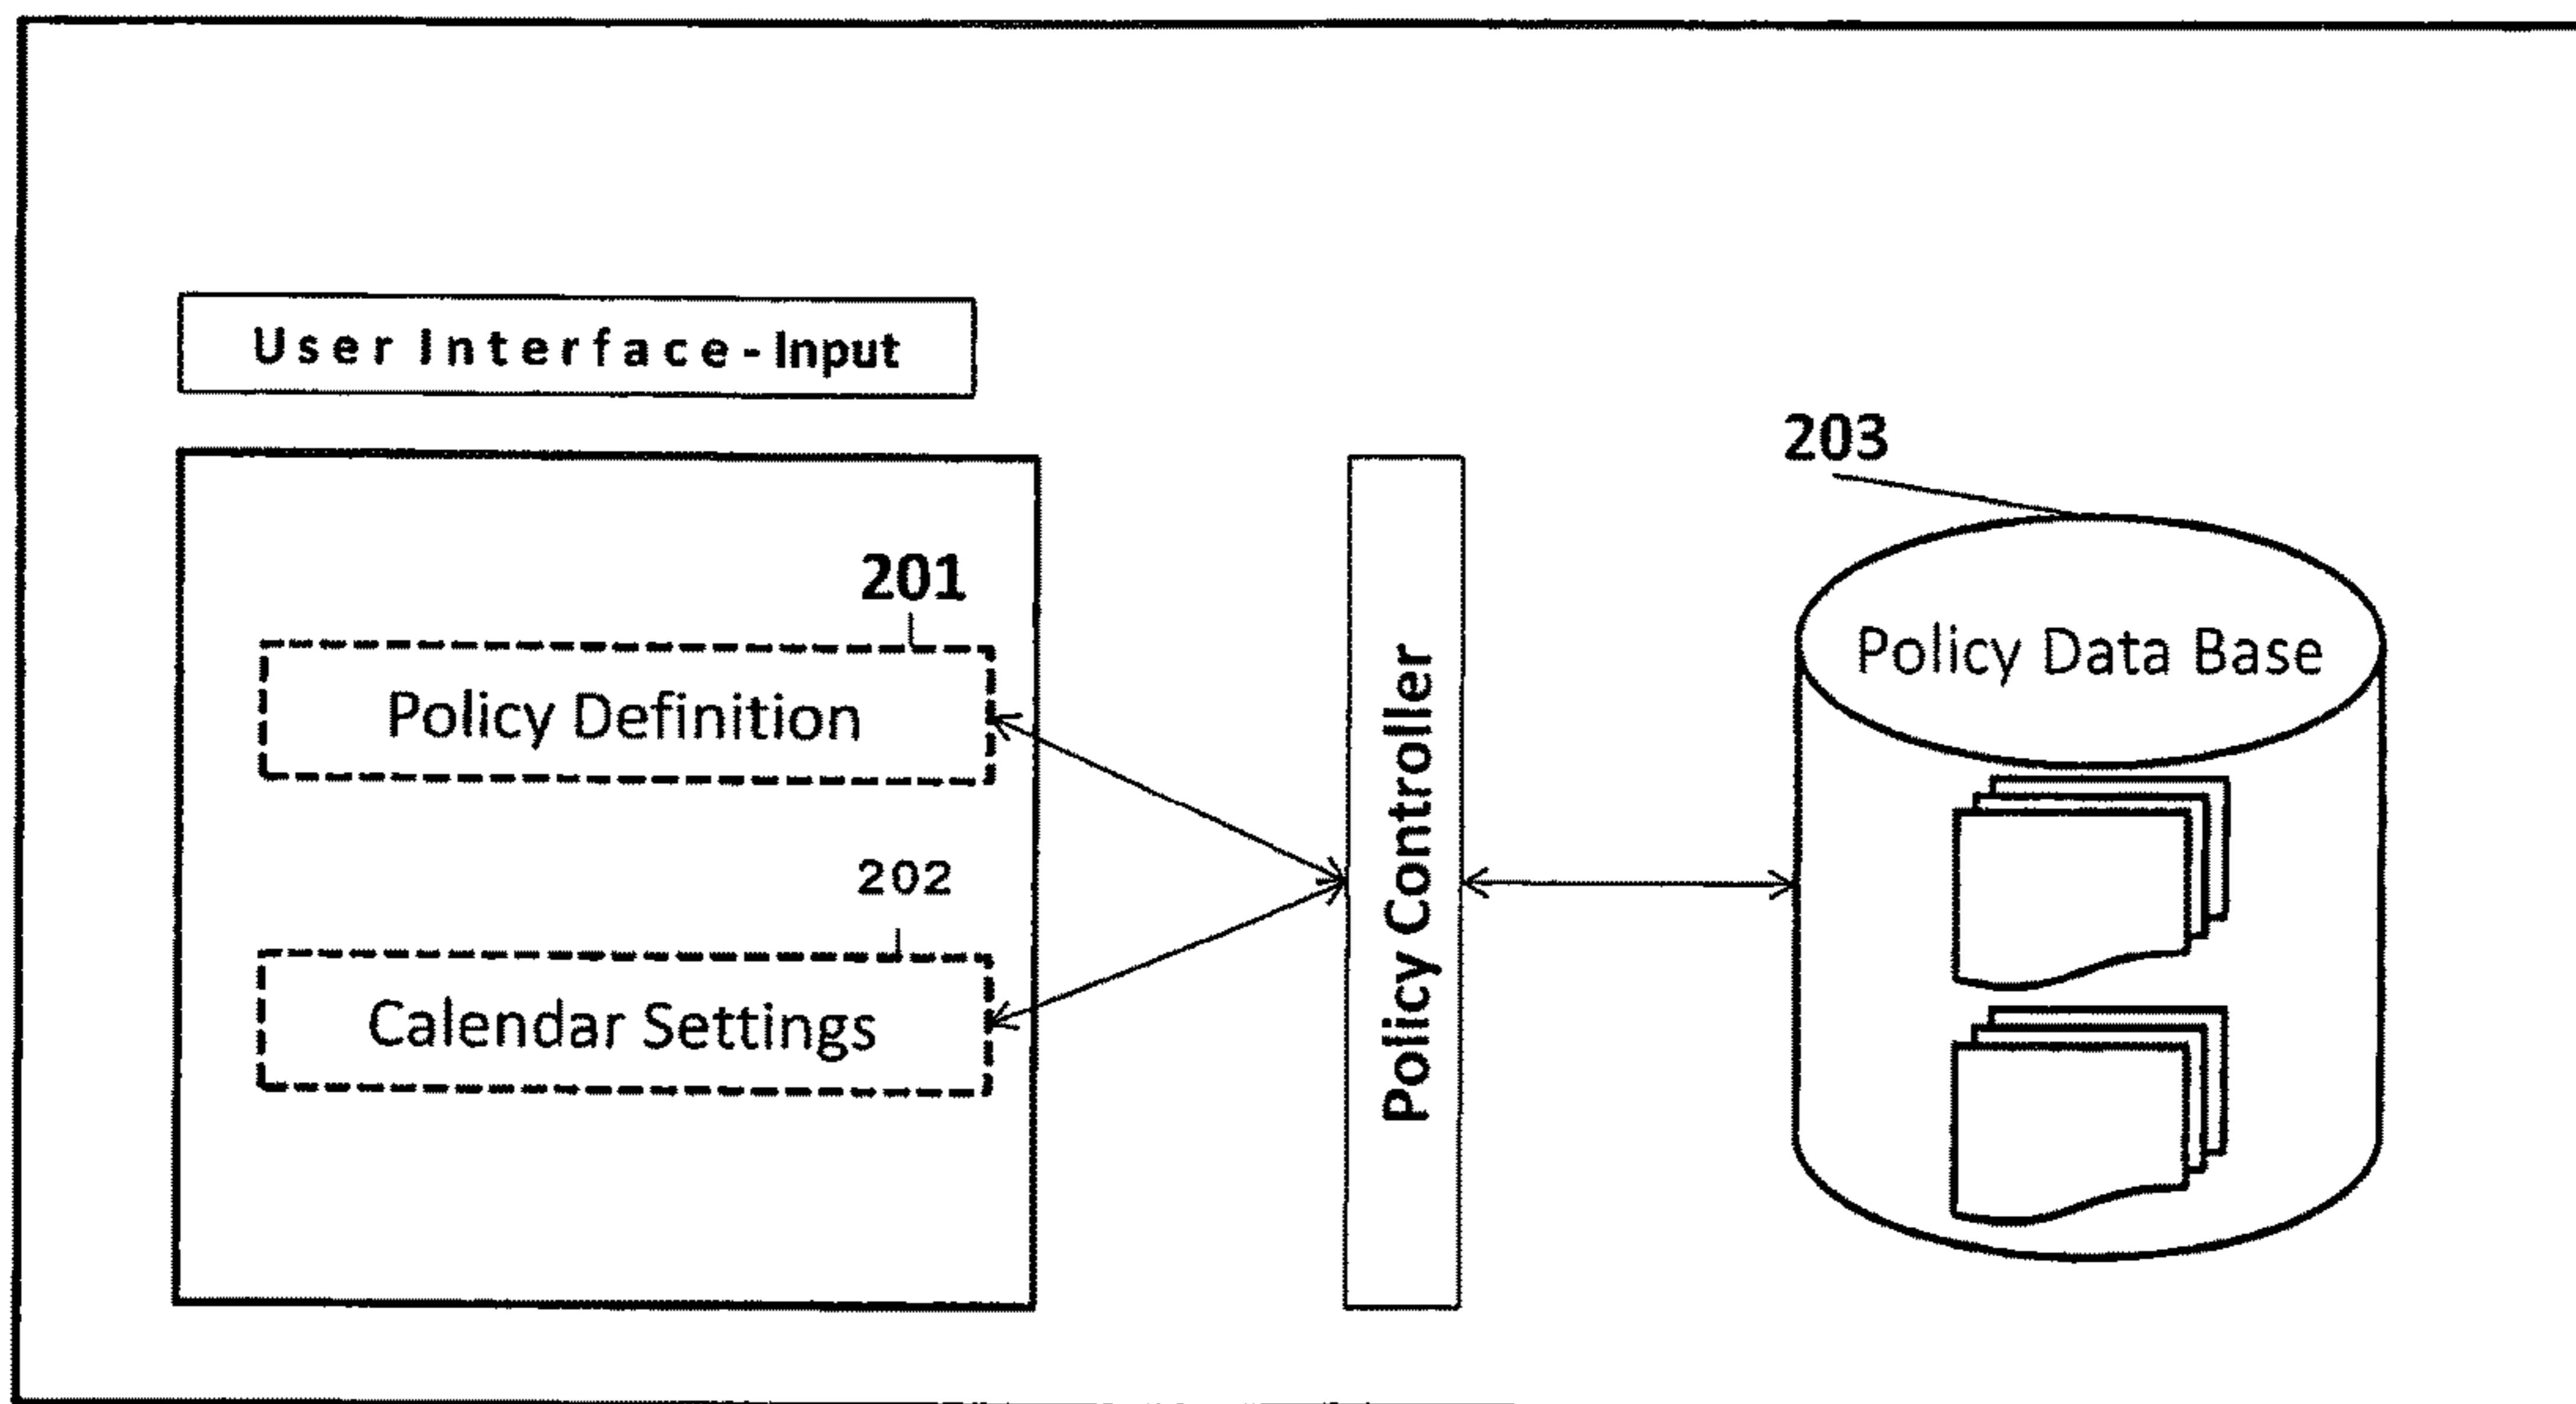 User Interface - Input
203
201
Policy Definition
202
Calendar Settings
Policy Controller
Policy Data Base